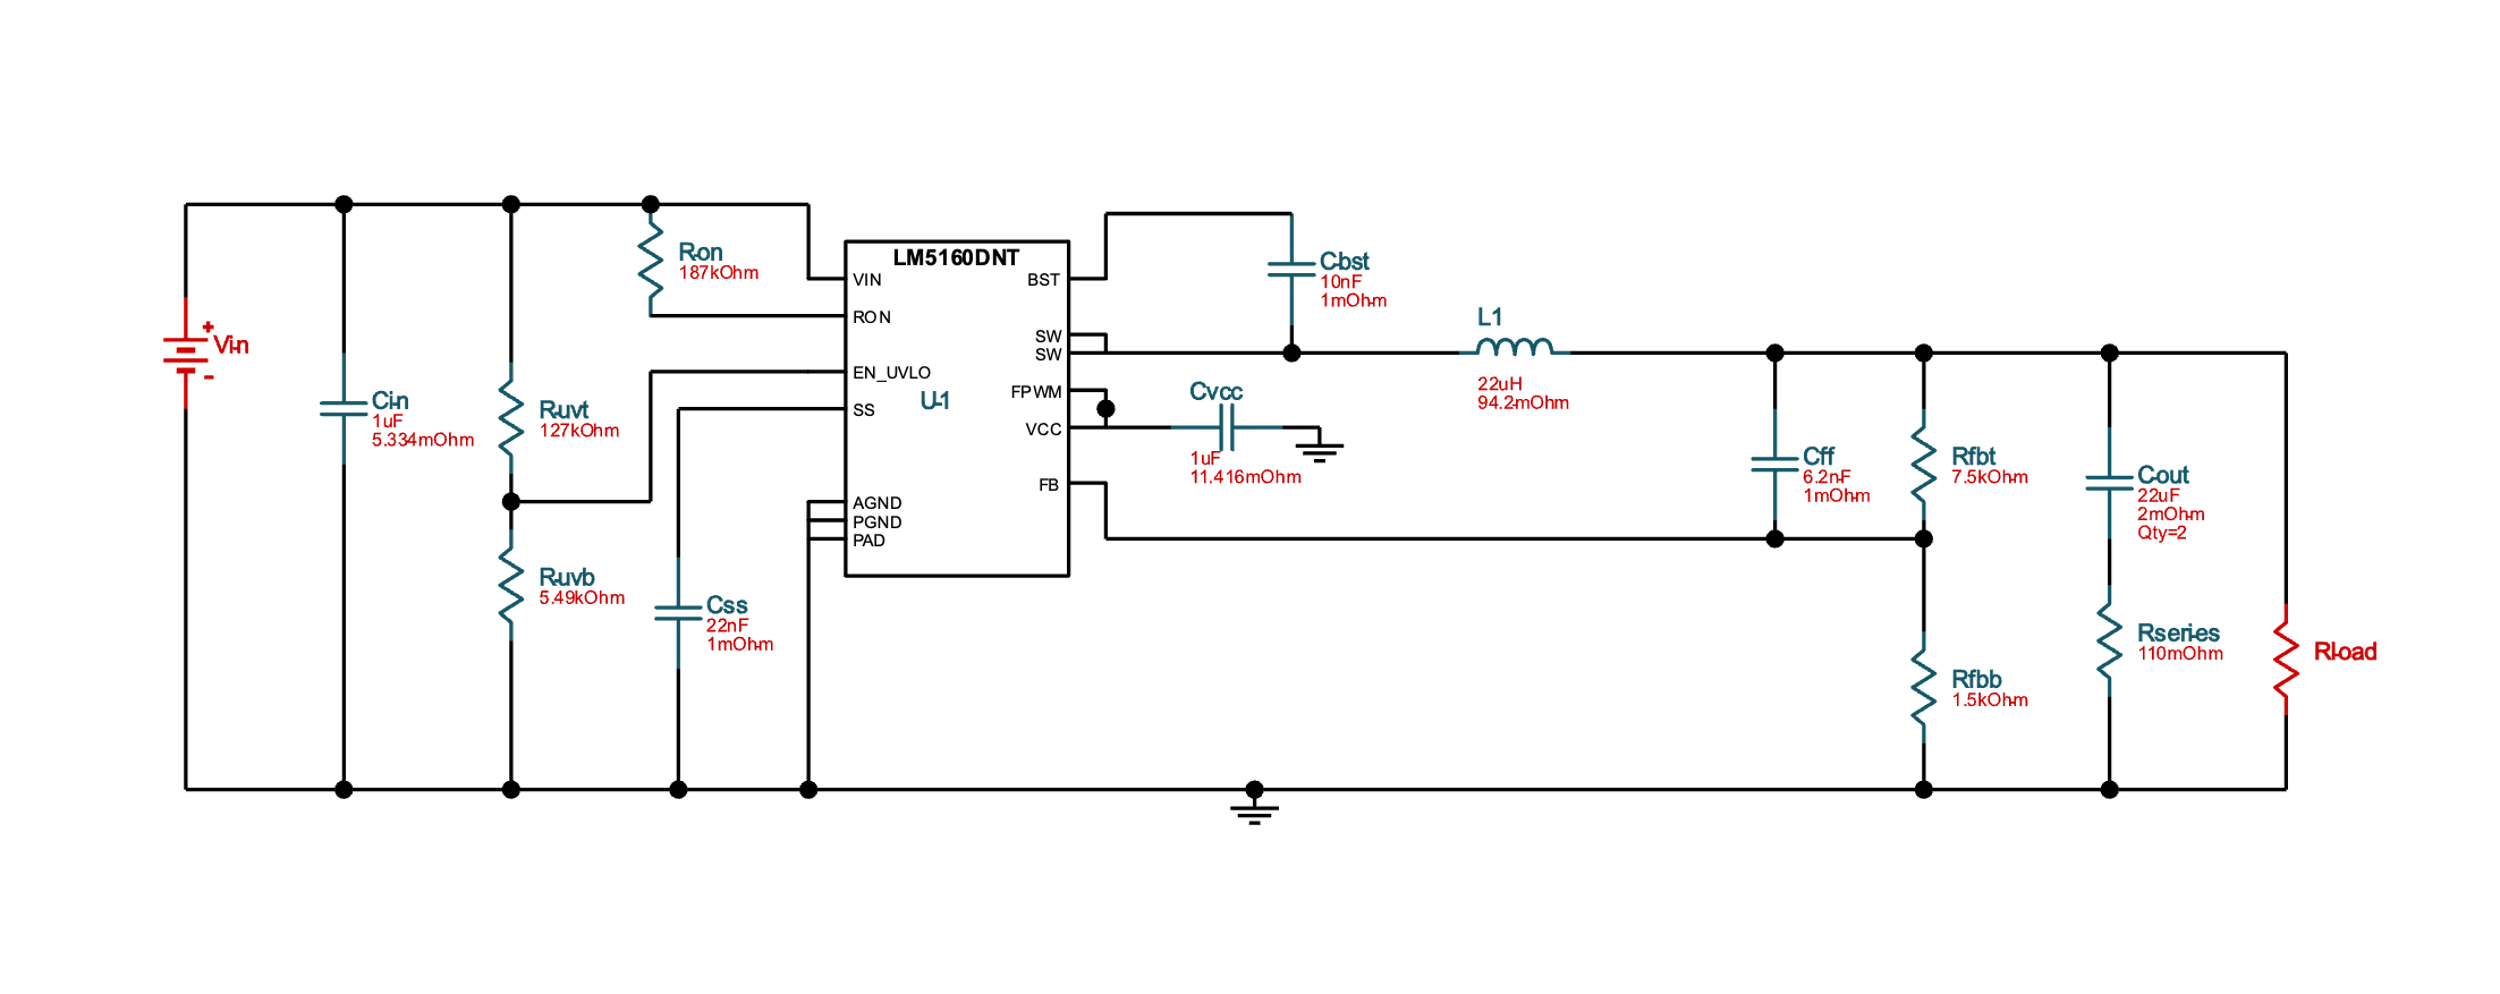 LM5160DNT
VIN
RON
EN_UVLO
SS
AGND
PGND
PAD
BST
SW
SW
FPWM
VCC
FB
U1
+
Vin
-
Cin
1uF
5.334mOhm
Ruvt
127kOhm
Ruvb
5.49kOhm
Ron
187kOhm
Css
22nF
1mOhm
Cbst
10nF
1mOhm
Cvcc
1uF
11.416mOhm
L1
22uH
94.2mOhm
Cff
6.2nF
1mOhm
Rfbt
7.5kOhm
Rfbb
1.5kOhm
Cout
22uF
2mOhm
Qty=2
Rseries
110mOhm
Rload